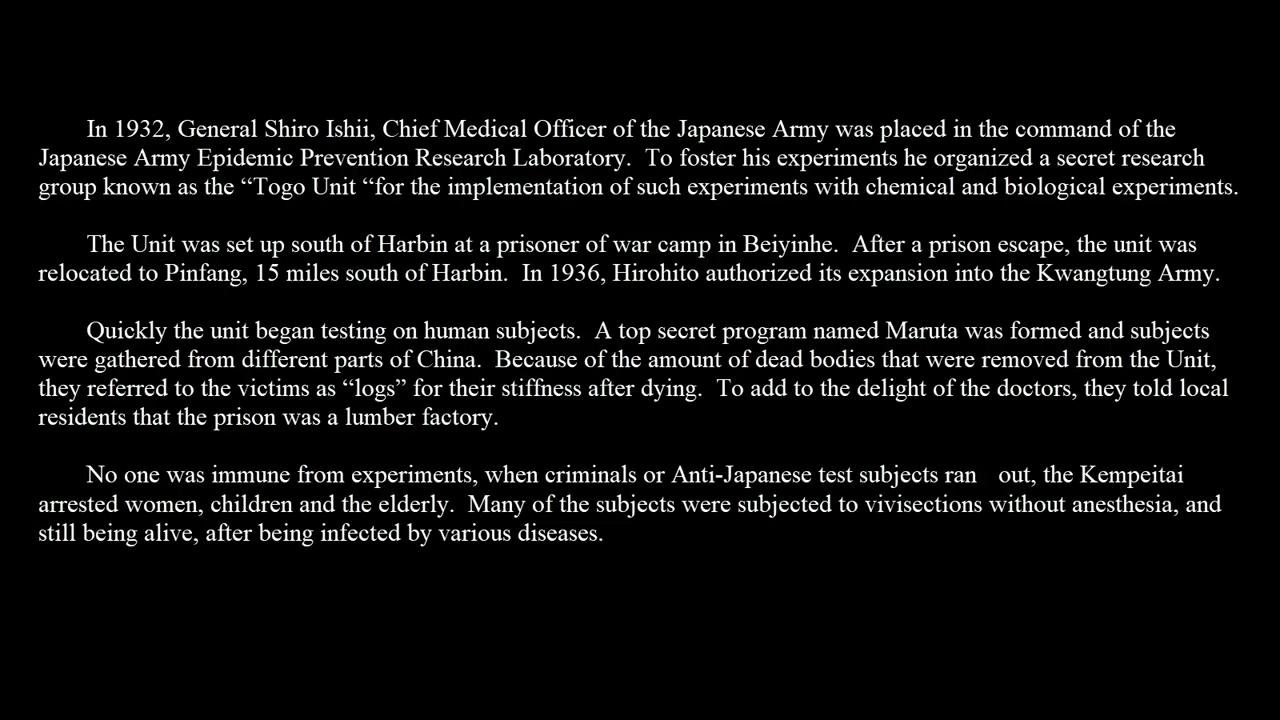 In 1932, General Shiro Ishii, Chief Medical Officer of the Japanese Army was placed in the command of the
Japanese Army Epidemic Prevention Research Laboratory.  To foster his experiments he organized a secret research
group known as the “Togo Unit “for the implementation of such experiments with chemical and biological experiments.
The Unit was set up south of Harbin at a prisoner of war camp in Beiyinhe.  After a prison escape, the unit was
relocated to Pinfang, 15 miles south of Harbin.  In 1936, Hirohito authorized its expansion into the Kwangtung Army.
Quickly the unit began testing on human subjects.  A top secret program named Maruta was formed and subjects
were gathered from different parts of China.  Because of the amount of dead bodies that were removed from the Unit,
they referred to the victims as “logs” for their stiffness after dying.  To add to the delight of the doctors, they told local
residents that the prison was a lumber factory.
No one was immune from experiments, when criminals or Anti-Japanese test subjects ran   out, the Kempeitai
arrested women, children and the elderly.  Many of the subjects were subjected to vivisections without anesthesia, and
still being alive, after being infected by various diseases.